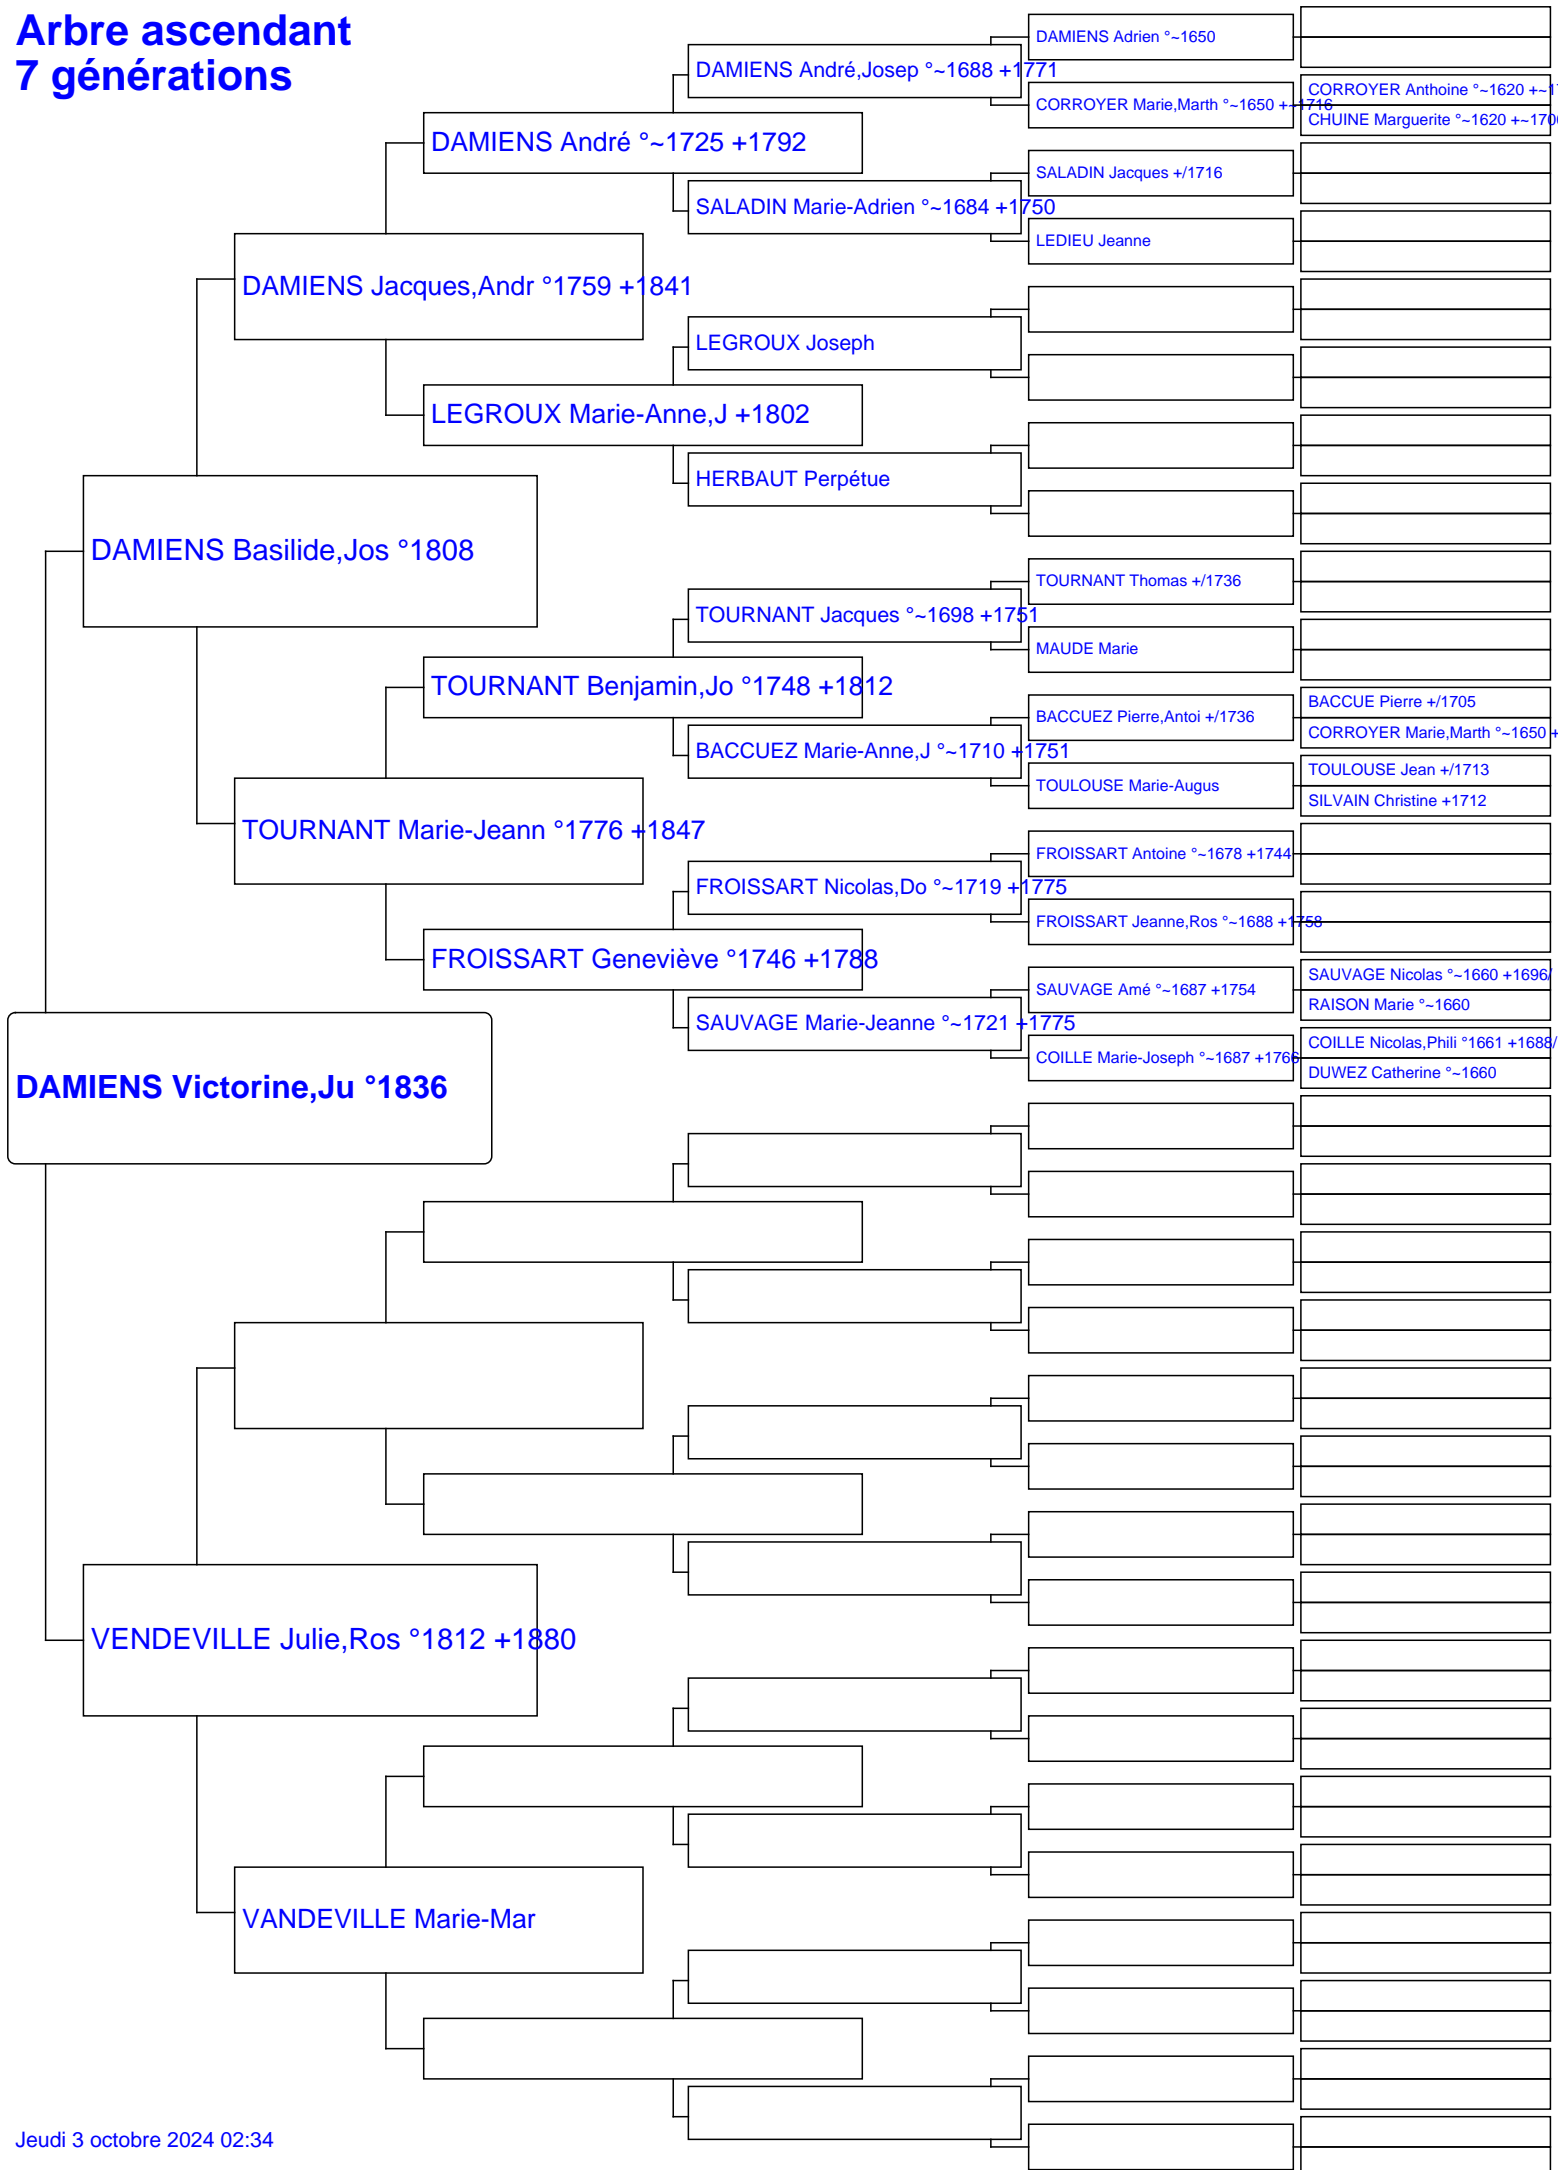 Arbre ascendant
7 générations
DAMIENS Adrien °~1650
DAMIENS André,Josep °~1688 +1771
CORROYER Anthoine °~1620 +~1
CORROYER Marie,Marth °~1650 +~1716
CHUINE Marguerite °~1620 +~170
DAMIENS André °~1725 +1792
SALADIN Jacques +/1716
SALADIN Marie-Adrien °~1684 +1750
LEDIEU Jeanne
DAMIENS Jacques,Andr °1759 +1841
LEGROUX Joseph
LEGROUX Marie-Anne,J +1802
HERBAUT Perpétue
DAMIENS Basilide,Jos °1808
TOURNANT Thomas +/1736
TOURNANT Jacques °~1698 +1751
MAUDE Marie
TOURNANT Benjamin,Jo °1748 +1812
BACCUE Pierre +/1705
BACCUEZ Pierre,Antoi +/1736
CORROYER Marie,Marth °~1650 +
BACCUEZ Marie-Anne,J °~1710 +1751
TOULOUSE Jean +/1713
TOULOUSE Marie-Augus
SILVAIN Christine +1712
TOURNANT Marie-Jeann °1776 +1847
FROISSART Antoine °~1678 +1744
FROISSART Nicolas,Do °~1719 +1775
FROISSART Jeanne,Ros °~1688 +1758
FROISSART Geneviève °1746 +1788
SAUVAGE Nicolas °~1660 +1696/
SAUVAGE Amé °~1687 +1754
RAISON Marie °~1660
SAUVAGE Marie-Jeanne °~1721 +1775
COILLE Nicolas,Phili °1661 +1688/
COILLE Marie-Joseph °~1687 +1766
DUWEZ Catherine °~1660
DAMIENS Victorine,Ju °1836
VENDEVILLE Julie,Ros °1812 +1880
VANDEVILLE Marie-Mar
Jeudi 3 octobre 2024 02:34